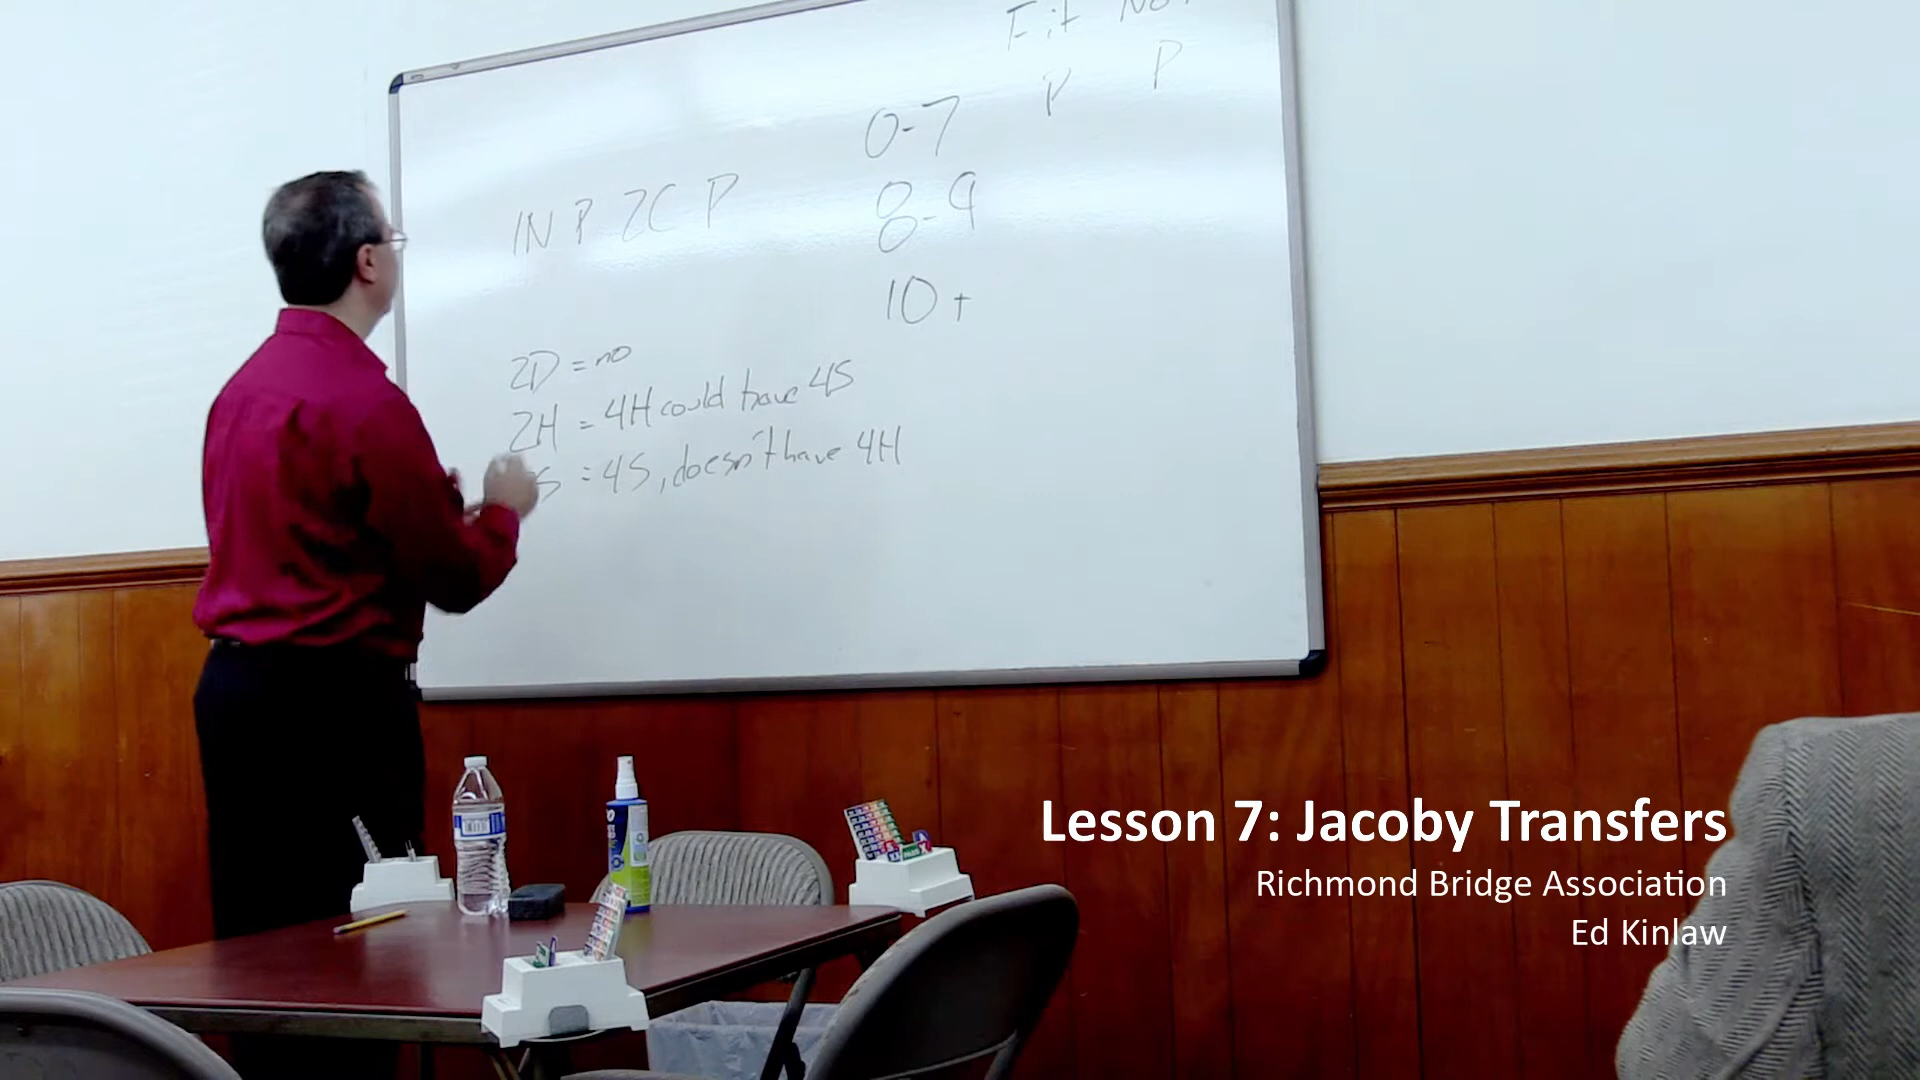 Fit No
P P
0-7
1N P 2C P
8-9
10+
2D = no
2H = 4H could have 4S
S = 4S, doesn't have 4H
Lesson 7: Jacoby Transfers
Richmond Bridge Association
Ed Kinlaw